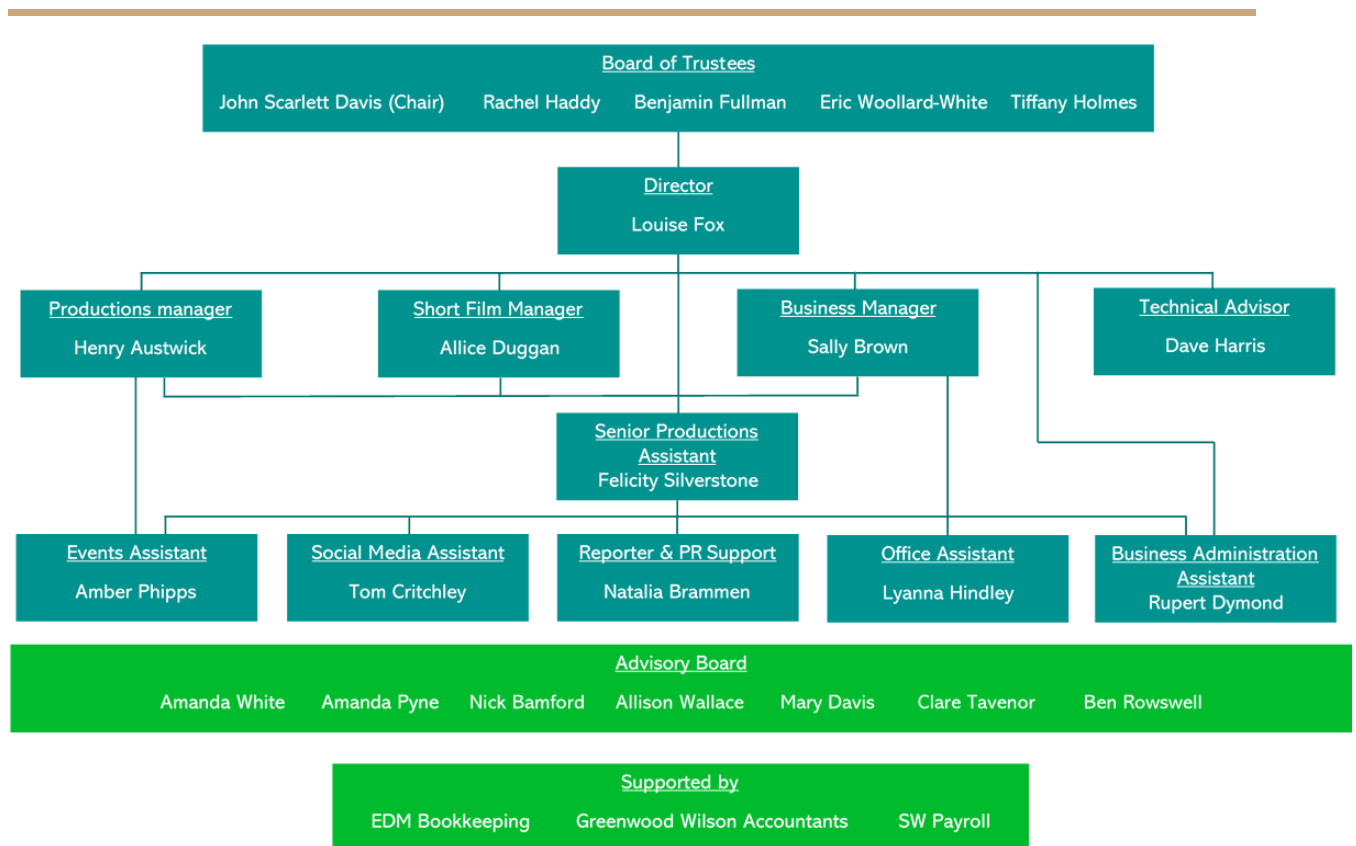 Board of Trustees
John Scarlett Davis (Chair) Rachel Haddy Benjamin Fullman Eric Woollard-White Tiffany Holmes
Director
Louise Fox
Productions manager
Henry Austwick
Short Film Manager
Allice Duggan
Business Manager
Sally Brown
Technical Advisor
Dave Harris
Senior Productions
Assistant
Felicity Silverstone
Events Assistant
Amber Phipps
Social Media Assistant
Tom Critchley
Reporter & PR Support
Natalia Brammen
Office Assistant
Lyanna Hindley
Business Administration
Assistant
Rupert Dymond
Advisory Board
Amanda White Amanda Pyne Nick Bamford Allison Wallace Mary Davis Clare Tavenor Ben Rowswell
Supported by
EDM Bookkeeping Greenwood Wilson Accountants SW Payroll